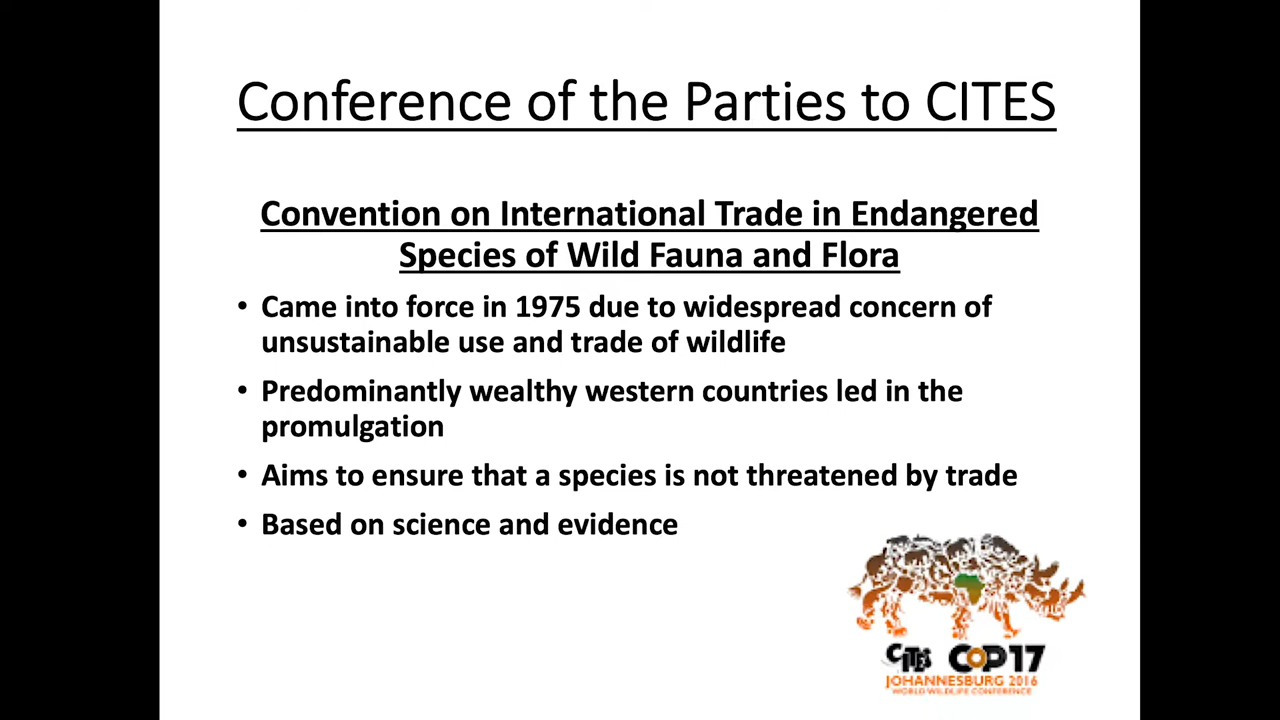 Conference of the Parties to CITES
Convention on International Trade in Endangered
Species of Wild Fauna and Flora
• Came into force in 1975 due to widespread concern of
unsustainable use and trade of wildlife
• Predominantly wealthy western countries led in the
promulgation
• Aims to ensure that a species is not threatened by trade
• Based on science and evidence
CITES COP17
JOHANNESBURG 2016
WORLD WILDLIFE CONFERENCE